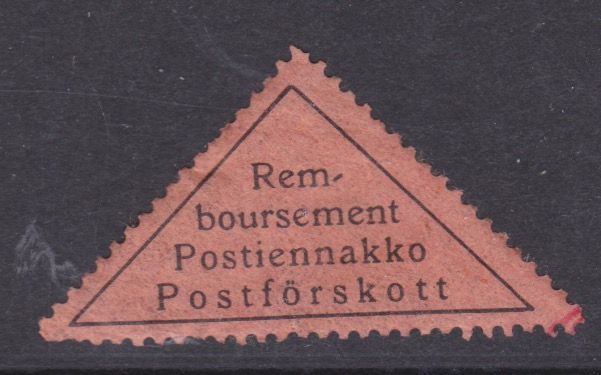 Rem-
boursement
Postiennakko
Postförskott